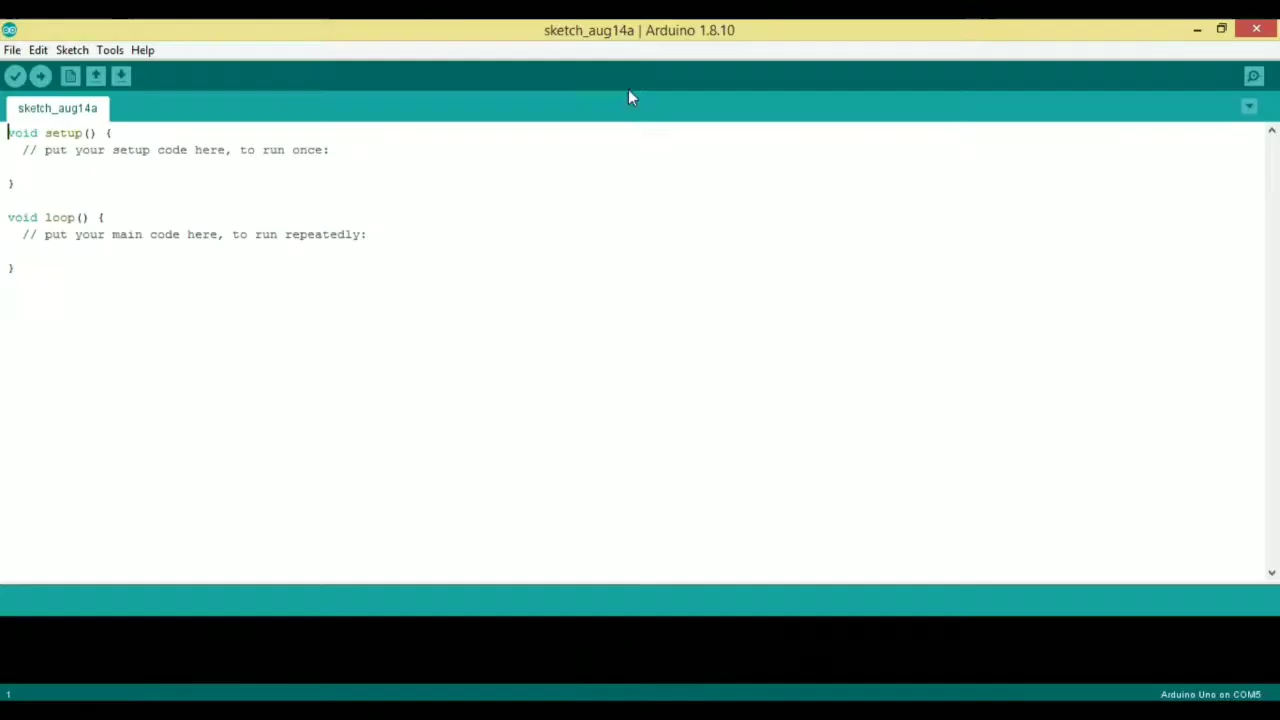 sketch_aug14a | Arduino 1.8.10
File Edit Sketch Tools Help
sketch_aug14a
void setup() {
  // put your setup code here, to run once:
}
void loop() {
  // put your main code here, to run repeatedly:
}
1
Arduino Uno on COM5